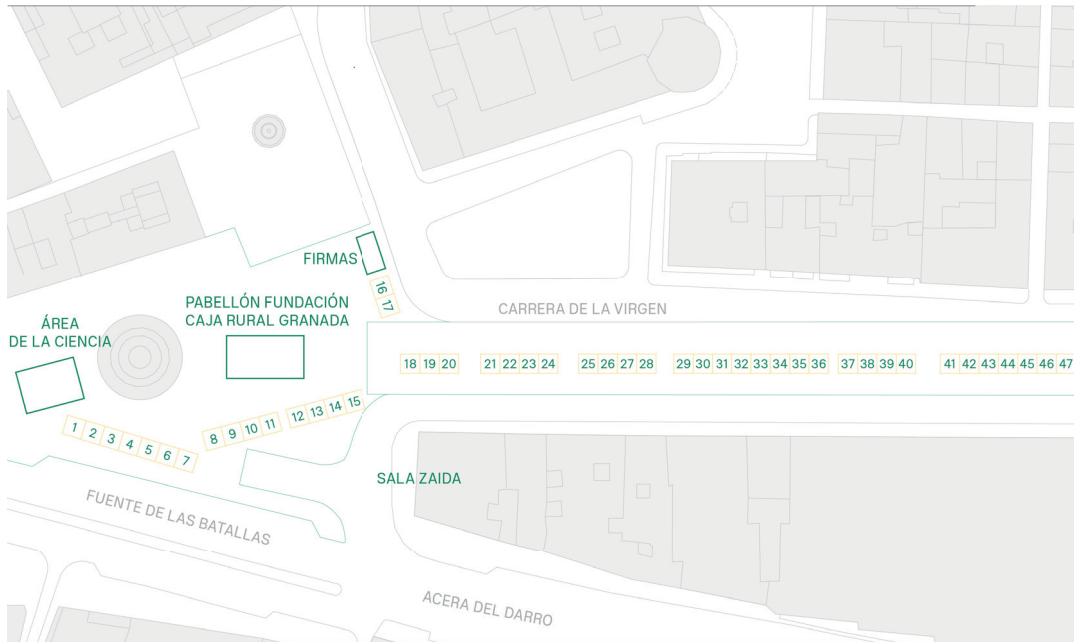 FIRMAS
16
17
PABELLÓN FUNDACIÓN
CAJA RURAL GRANADA
CARRERA DE LA VIRGEN
ÁREA
DE LA CIENCIA
18 19 20 21 22 23 24 25 26 27 28 29 30 31 32 33 34 35 36 37 38 39 40 41 42 43 44 45 46 47
1 2 3 4 5 6 7
8 9 10 11
12 13 14 15
SALA ZAIDA
FUENTE DE LAS BATALLAS
ACERA DEL DARRO